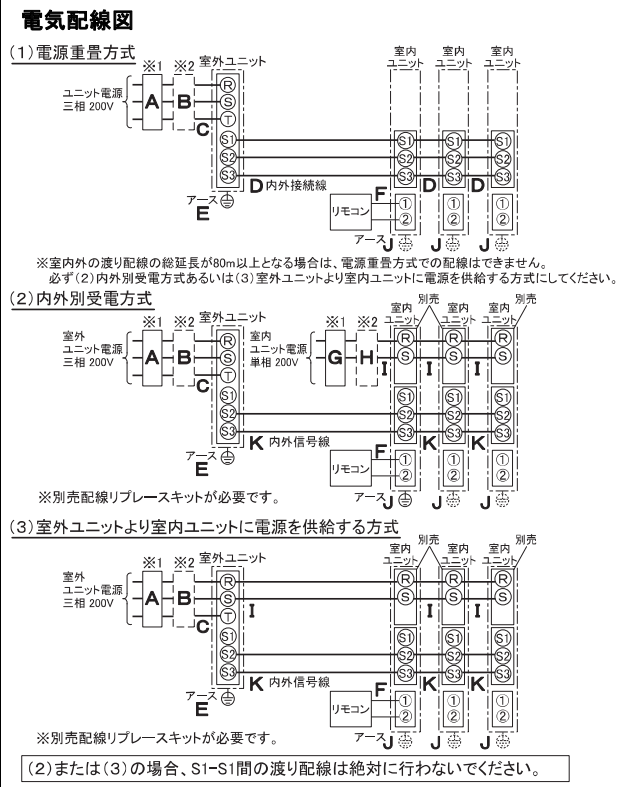 電気配線図
(1)電源重畳方式
※1 ※2 室外ユニット
室内ユニット 室内ユニット 室内ユニット
ユニット電源
三相 200V
A B C
R
S
T
S1 S1 S1 S1
S2 S2 S2 S2
S3 S3 S3 S3
D 内外接続線 F D D
アース
E
リモコン
① ① ①
② ② ②
アース J J J
※室内外の渡り配線の総延長が80m以上となる場合は、電源重畳方式での配線はできません。
必ず(2)内外別受電方式あるいは(3)室外ユニットより室内ユニットに電源を供給する方式にしてください。
(2)内外別受電方式
※1 ※2 室外ユニット
※1 ※2 室内ユニット 別売 室内ユニット 室内ユニット 別売
室外
ユニット電源
三相 200V
A B C
室内
ユニット電源
単相 200V
G H I I I
R R R R
S S S S
T
S1 S1 S1 S1
S2 S2 S2 S2
S3 S3 S3 S3
K 内外信号線 F K K
アース
E
リモコン
① ① ①
② ② ②
アース J J J
※別売配線リプレースキットが必要です。
(3)室外ユニットより室内ユニットに電源を供給する方式
※1 ※2 室外ユニット
室内ユニット 別売 室内ユニット 室内ユニット 別売
室外
ユニット電源
三相 200V
A B C
R R R R
S S S S
T
I I I
S1 S1 S1 S1
S2 S2 S2 S2
S3 S3 S3 S3
K 内外信号線 F K K
アース
E
リモコン
① ① ①
② ② ②
アース J J J
※別売配線リプレースキットが必要です。
(2)または(3)の場合、S1-S1間の渡り配線は絶対に行わないでください。